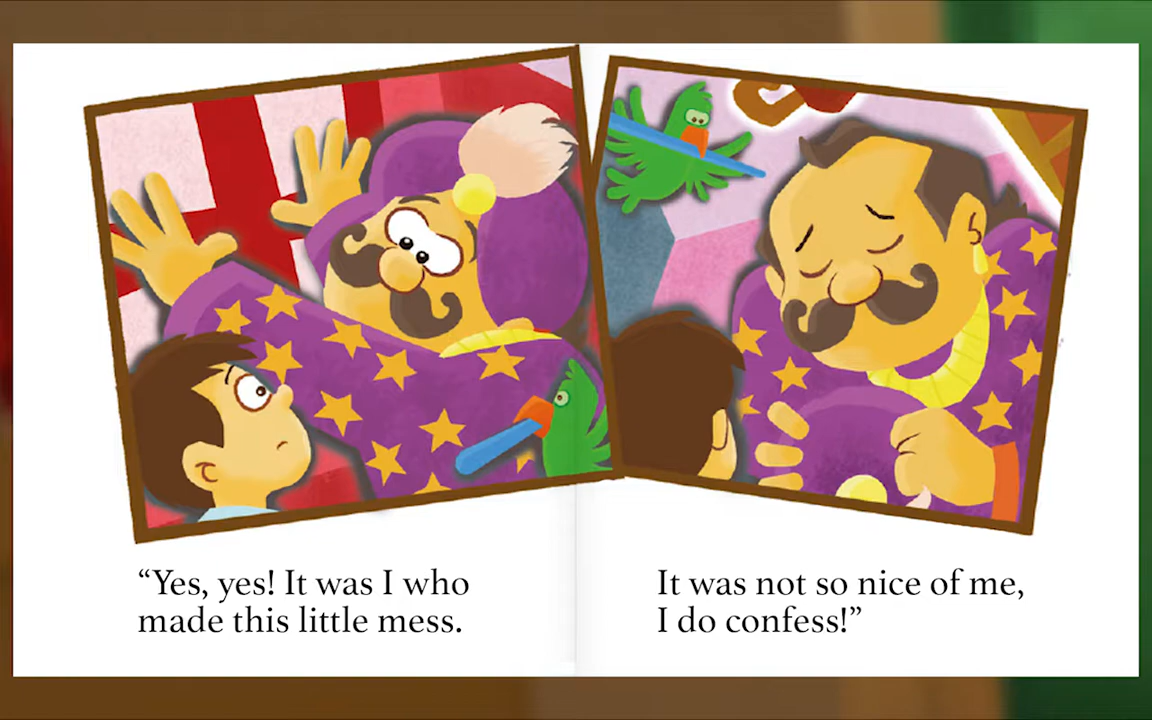 “Yes, yes! It was I who
made this little mess.
It was not so nice of me,
I do confess!”